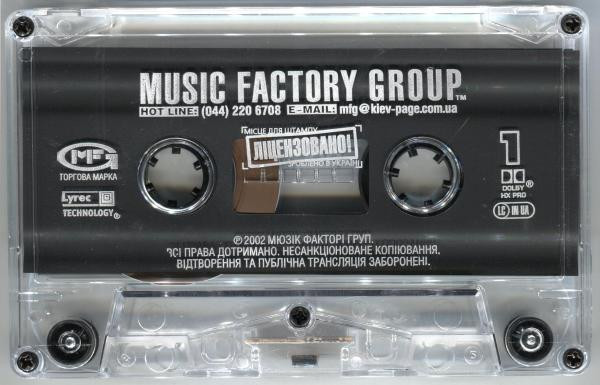 MUSIC FACTORY GROUP™
HOT LINE: (044) 220 6708 E-MAIL: mfg@kiev-page.com.ua
МІСЦЕ ДЛЯ ШТАМПУ
ЛІЦЕНЗОВАНО!
ЗРОБЛЕНО В УКРАЇНІ
MFG
ТОРГОВА МАРКА
Lyrec
TECHNOLOGY®
1
DOLBY®
HX PRO
LC IN UA
℗ 2002 МЮЗІК ФАКТОРІ ГРУП.
ВСІ ПРАВА ДОТРИМАНО. НЕСАНКЦІОНОВАНЕ КОПІЮВАННЯ,
ВІДТВОРЕННЯ ТА ПУБЛІЧНА ТРАНСЛЯЦІЯ ЗАБОРОНЕНІ.